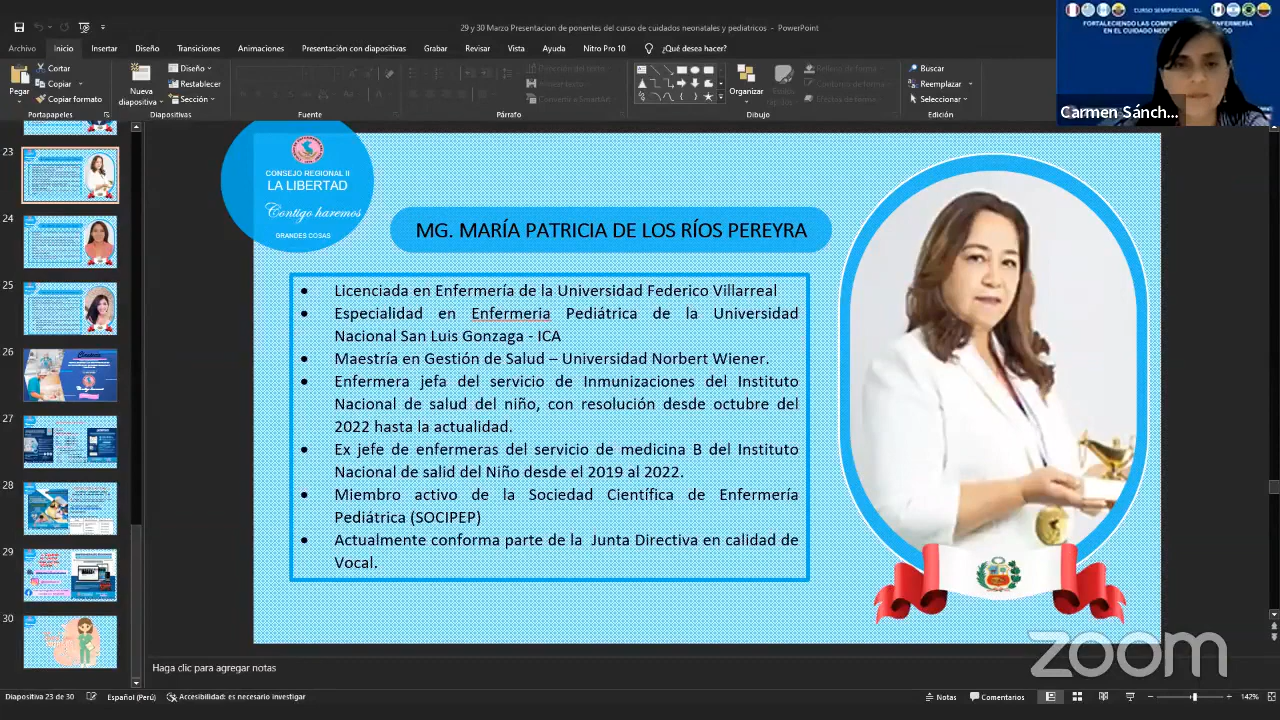 29 y 30 Marzo Presentacion de ponentes del curso de cuidados neonatales y pediatricos - PowerPoint
Archivo Inicio Insertar Diseño Transiciones Animaciones Presentación con diapositivas Grabar Revisar Vista Ayuda Nitro Pro 10 ¿Qué desea hacer?
Pegar
Cortar
Copiar
Copiar formato
Portapapeles
Nueva
diapositiva
Diseño
Restablecer
Sección
Diapositivas
Fuente
Párrafo
Organizar
Dibujo
Buscar
Reemplazar
Seleccionar
Edición
CURSO SEMIPRESENCIAL:
Carmen Sánch...
23
24
25
26
27
28
29
30
CONSEJO REGIONAL II
LA LIBERTAD
Contigo haremos
GRANDES COSAS
MG. MARÍA PATRICIA DE LOS RÍOS PEREYRA
• Licenciada en Enfermería de la Universidad Federico Villarreal
• Especialidad en Enfermeria Pediátrica de la Universidad
Nacional San Luis Gonzaga - ICA
• Maestría en Gestión de Salud – Universidad Norbert Wiener.
• Enfermera jefa del servicio de Inmunizaciones del Instituto
Nacional de salud del niño, con resolución desde octubre del
2022 hasta la actualidad.
• Ex jefe de enfermeras del servicio de medicina B del Instituto
Nacional de salid del Niño desde el 2019 al 2022.
• Miembro activo de la Sociedad Científica de Enfermería
Pediátrica (SOCIPEP)
• Actualmente conforma parte de la Junta Directiva en calidad de
Vocal.
zoom
Haga clic para agregar notas
Diapositiva 23 de 30 Español (Perú) Accesibilidad: es necesario investigar Notas Comentarios 142%